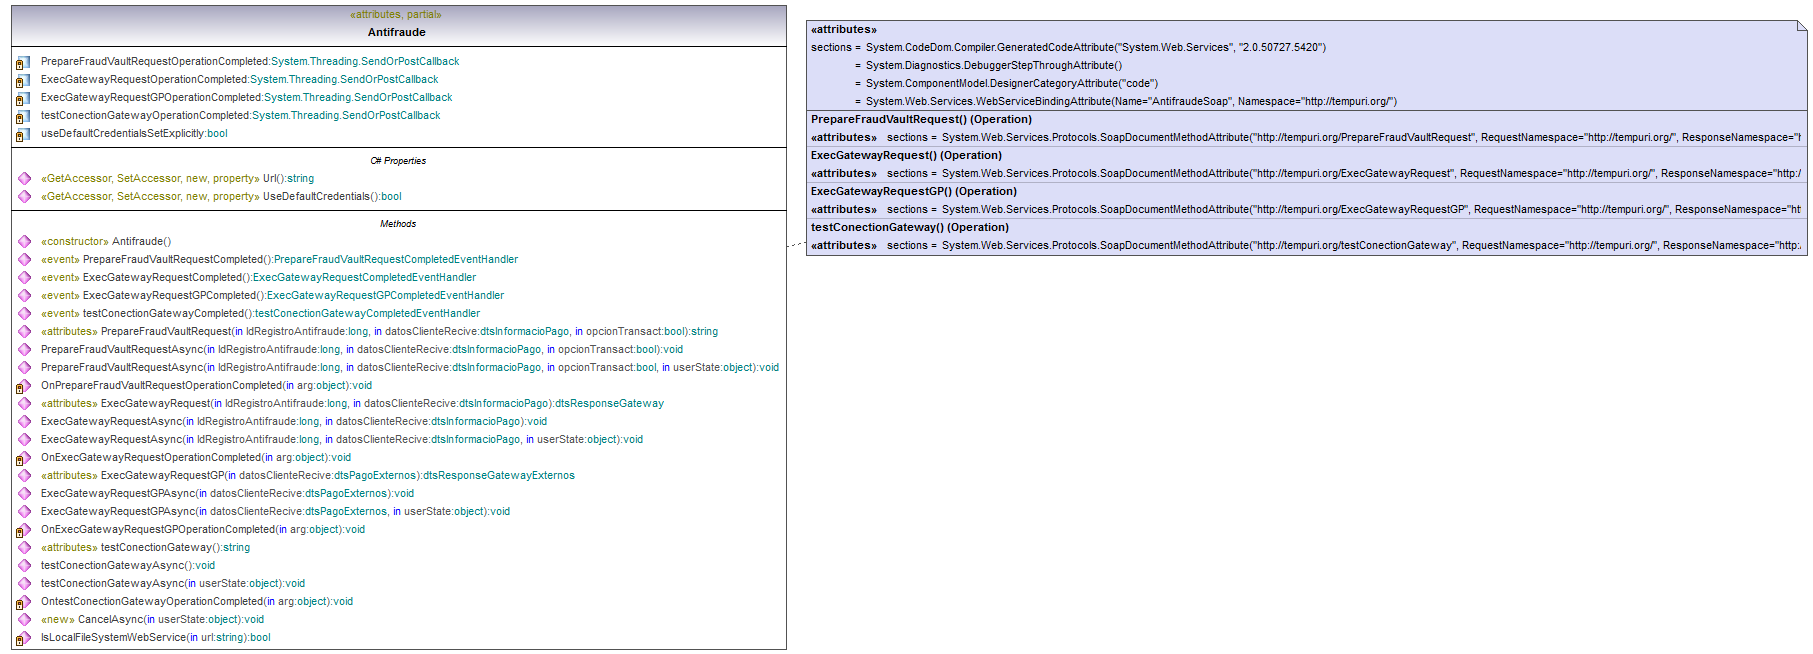 «attributes, partial»
Antifraude
PrepareFraudVaultRequestOperationCompleted:System.Threading.SendOrPostCallback
ExecGatewayRequestOperationCompleted:System.Threading.SendOrPostCallback
ExecGatewayRequestGPOperationCompleted:System.Threading.SendOrPostCallback
testConectionGatewayOperationCompleted:System.Threading.SendOrPostCallback
useDefaultCredentialsSetExplicitly:bool
C# Properties
«GetAccessor, SetAccessor, new, property» Url():string
«GetAccessor, SetAccessor, new, property» UseDefaultCredentials():bool
Methods
«constructor» Antifraude()
«event» PrepareFraudVaultRequestCompleted():PrepareFraudVaultRequestCompletedEventHandler
«event» ExecGatewayRequestCompleted():ExecGatewayRequestCompletedEventHandler
«event» ExecGatewayRequestGPCompleted():ExecGatewayRequestGPCompletedEventHandler
«event» testConectionGatewayCompleted():testConectionGatewayCompletedEventHandler
«attributes» PrepareFraudVaultRequest(in IdRegistroAntifraude:long, in datosClienteRecive:dtsInformacioPago, in opcionTransact:bool):string
PrepareFraudVaultRequestAsync(in IdRegistroAntifraude:long, in datosClienteRecive:dtsInformacioPago, in opcionTransact:bool):void
PrepareFraudVaultRequestAsync(in IdRegistroAntifraude:long, in datosClienteRecive:dtsInformacioPago, in opcionTransact:bool, in userState:object):void
OnPrepareFraudVaultRequestOperationCompleted(in arg:object):void
«attributes» ExecGatewayRequest(in IdRegistroAntifraude:long, in datosClienteRecive:dtsInformacioPago):dtsResponseGateway
ExecGatewayRequestAsync(in IdRegistroAntifraude:long, in datosClienteRecive:dtsInformacioPago):void
ExecGatewayRequestAsync(in IdRegistroAntifraude:long, in datosClienteRecive:dtsInformacioPago, in userState:object):void
OnExecGatewayRequestOperationCompleted(in arg:object):void
«attributes» ExecGatewayRequestGP(in datosClienteRecive:dtsPagoExternos):dtsResponseGatewayExternos
ExecGatewayRequestGPAsync(in datosClienteRecive:dtsPagoExternos):void
ExecGatewayRequestGPAsync(in datosClienteRecive:dtsPagoExternos, in userState:object):void
OnExecGatewayRequestGPOperationCompleted(in arg:object):void
«attributes» testConectionGateway():string
testConectionGatewayAsync():void
testConectionGatewayAsync(in userState:object):void
OntestConectionGatewayOperationCompleted(in arg:object):void
«new» CancelAsync(in userState:object):void
IsLocalFileSystemWebService(in url:string):bool
«attributes»
sections = System.CodeDom.Compiler.GeneratedCodeAttribute("System.Web.Services", "2.0.50727.5420")
= System.Diagnostics.DebuggerStepThroughAttribute()
= System.ComponentModel.DesignerCategoryAttribute("code")
= System.Web.Services.WebServiceBindingAttribute(Name="AntifraudeSoap", Namespace="http://tempuri.org/")
PrepareFraudVaultRequest() (Operation)
«attributes» sections = System.Web.Services.Protocols.SoapDocumentMethodAttribute("http://tempuri.org/PrepareFraudVaultRequest", RequestNamespace="http://tempuri.org/", ResponseNamespace="h
ExecGatewayRequest() (Operation)
«attributes» sections = System.Web.Services.Protocols.SoapDocumentMethodAttribute("http://tempuri.org/ExecGatewayRequest", RequestNamespace="http://tempuri.org/", ResponseNamespace="http:/
ExecGatewayRequestGP() (Operation)
«attributes» sections = System.Web.Services.Protocols.SoapDocumentMethodAttribute("http://tempuri.org/ExecGatewayRequestGP", RequestNamespace="http://tempuri.org/", ResponseNamespace="ht
testConectionGateway() (Operation)
«attributes» sections = System.Web.Services.Protocols.SoapDocumentMethodAttribute("http://tempuri.org/testConectionGateway", RequestNamespace="http://tempuri.org/", ResponseNamespace="http: